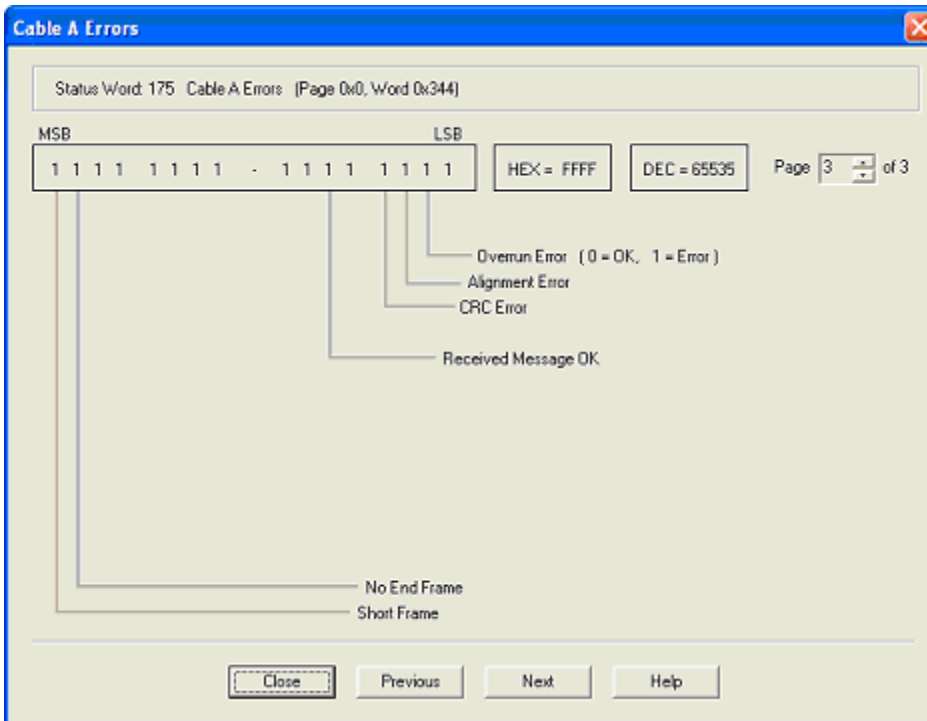 Cable A Errors
Status Word: 175 Cable A Errors (Page 0x0, Word 0x344)
MSB LSB
1 1 1 1 1 1 1 1 - 1 1 1 1 1 1 1 1 HEX = FFFF DEC = 65535 Page 3 of 3
Overrun Error ( 0 = OK, 1 = Error )
Alignment Error
CRC Error
Received Message OK
No End Frame
Short Frame
Close Previous Next Help